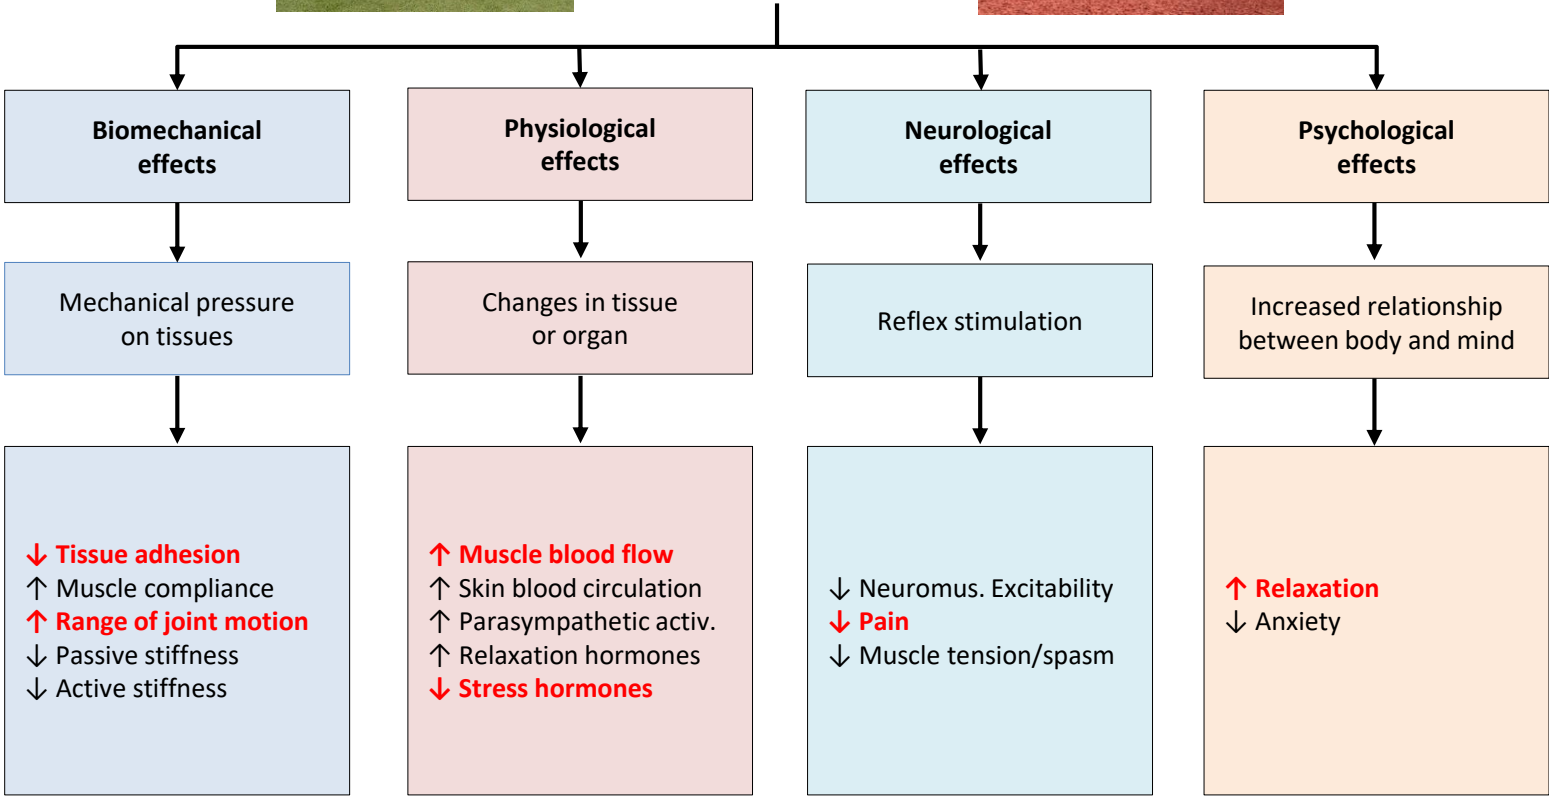 Biomechanical
effects
Physiological
effects
Neurological
effects
Psychological
effects
Mechanical pressure
on tissues
Changes in tissue
or organ
Reflex stimulation
Increased relationship
between body and mind
↓ Tissue adhesion
↑ Muscle compliance
↑ Range of joint motion
↓ Passive stiffness
↓ Active stiffness
↑ Muscle blood flow
↑ Skin blood circulation
↑ Parasympathetic activ.
↑ Relaxation hormones
↓ Stress hormones
↓ Neuromus. Excitability
↓ Pain
↓ Muscle tension/spasm
↑ Relaxation
↓ Anxiety